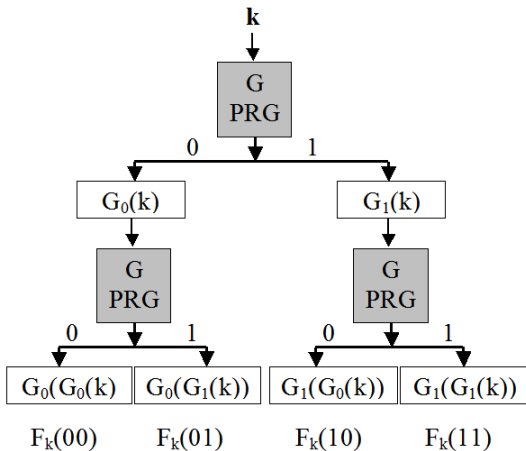 k
G
PRG
0 1
G₀(k) G₁(k)
G G
PRG PRG
0 1 0 1
G₀(G₀(k) G₀(G₁(k)) G₁(G₀(k)) G₁(G₁(k))
Fₖ(00) Fₖ(01) Fₖ(10) Fₖ(11)